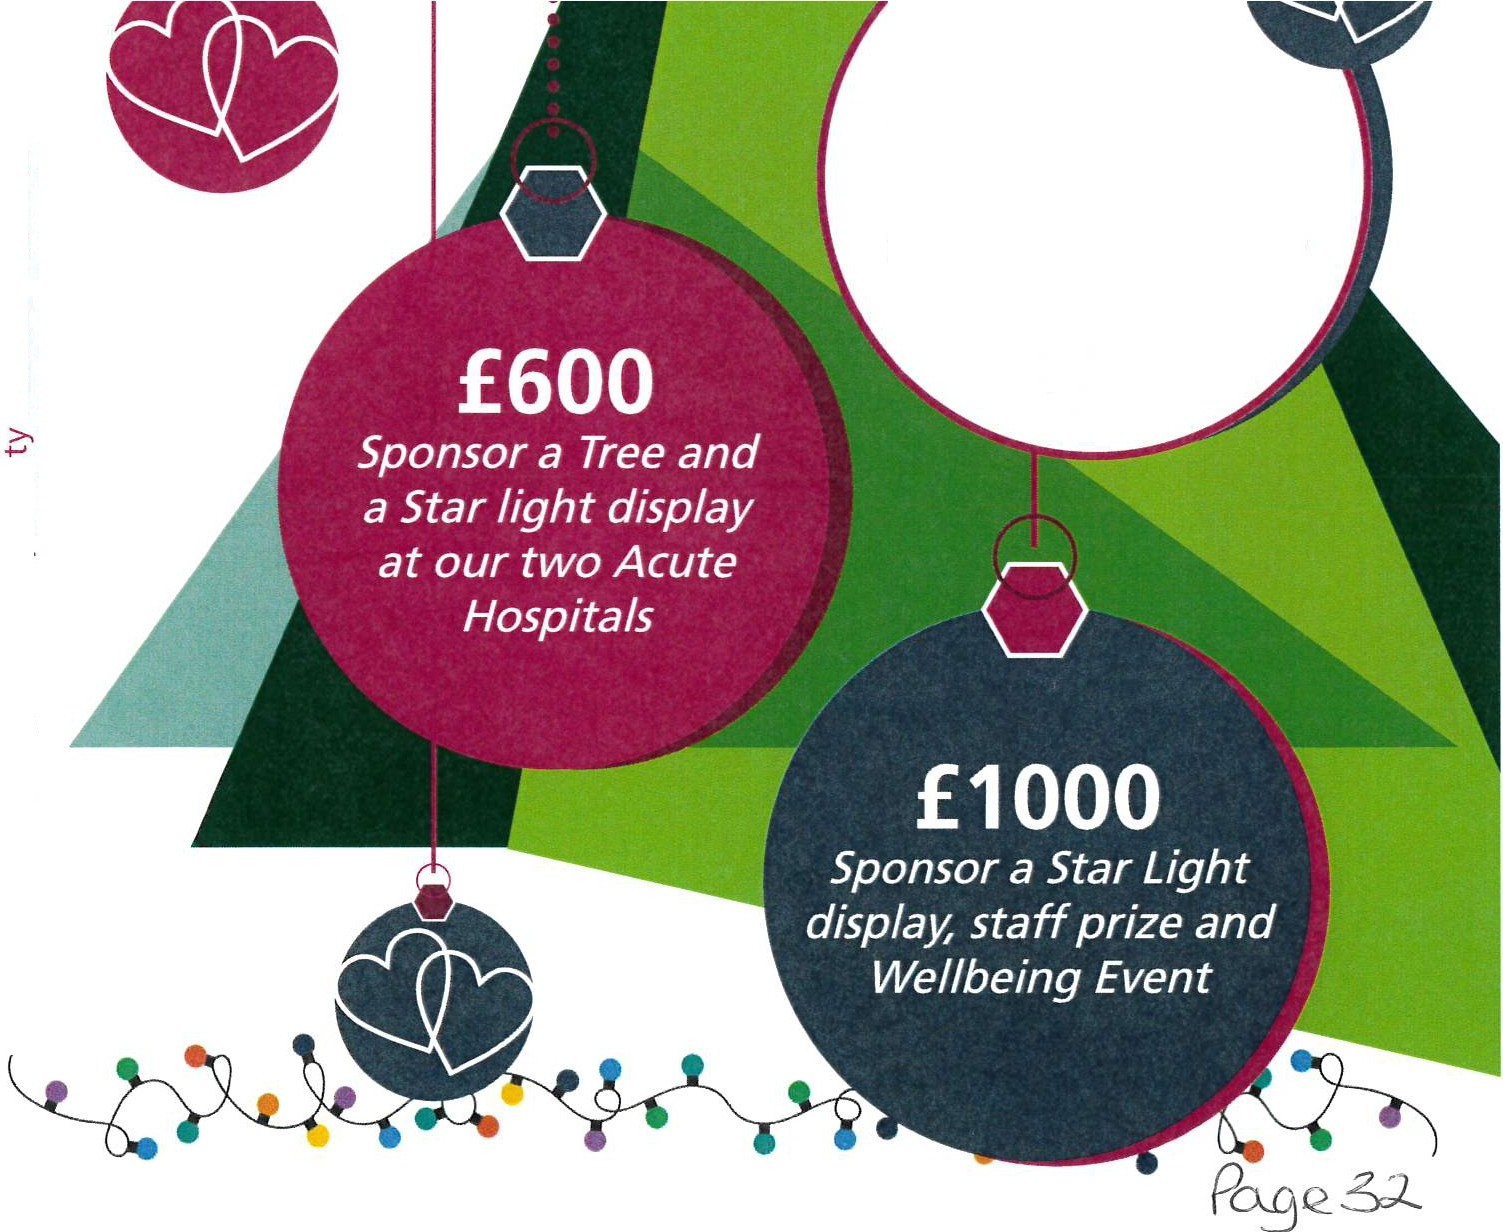 ty
£600
Sponsor a Tree and
a Star light display
at our two Acute
Hospitals
£1000
Sponsor a Star Light
display, staff prize and
Wellbeing Event
Page 32